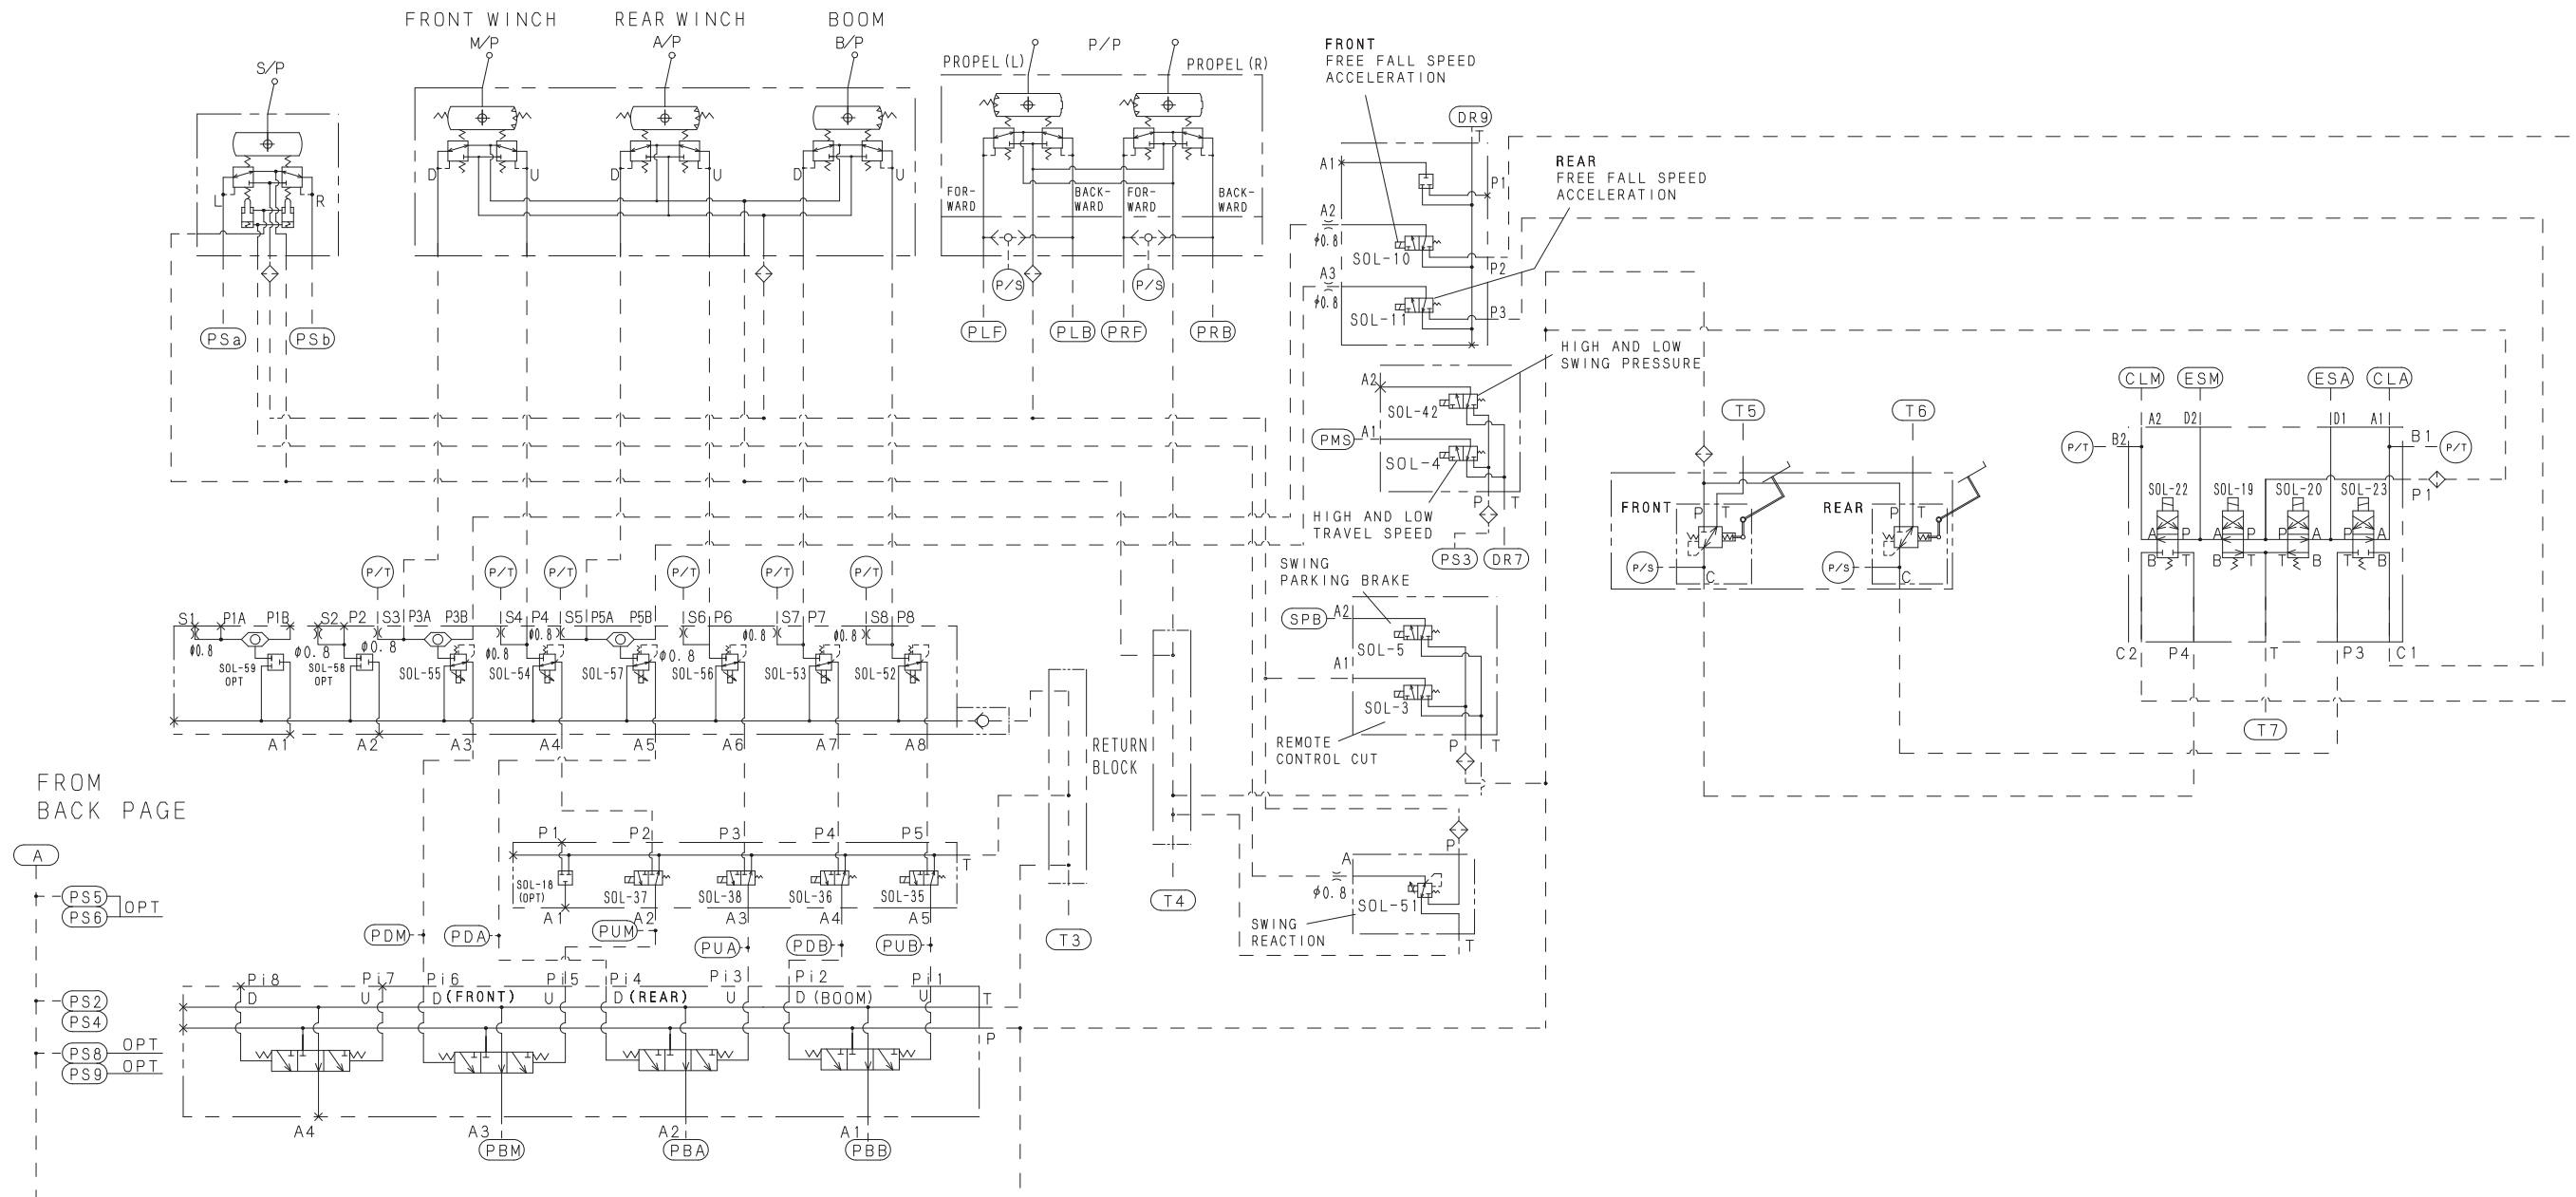 FRONT WINCH
M/P
REAR WINCH
A/P
BOOM
B/P
S/P
P/P
PROPEL (L)
PROPEL (R)
L
R
D
U
D
U
D
U
FOR-
WARD
BACK-
WARD
FOR-
WARD
BACK-
WARD
P/S
P/S
PSa
PSb
PLF
PLB
PRF
PRB
FRONT
FREE FALL SPEED
ACCELERATION
DR9
T
A1
P1
A2
φ0.8
SOL-10
P2
A3
φ0.8
SOL-11
P3
REAR
FREE FALL SPEED
ACCELERATION
HIGH AND LOW
SWING PRESSURE
A2
SOL-42
PMS
A1
SOL-4
P
T
HIGH AND LOW
TRAVEL SPEED
PS3
DR7
SWING
PARKING BRAKE
SPB
A2
SOL-5
A1
SOL-3
REMOTE
CONTROL CUT
P
T
P
A
φ0.8
SOL-51
SWING
REACTION
T
T5
T6
FRONT
P
T
P/S
C
REAR
P
T
P/S
C
CLM
ESM
ESA
CLA
A2
D2
D1
A1
P/T
B2
B1
P/T
P1
SOL-22
SOL-19
SOL-20
SOL-23
A
P
A
P
P
A
P
A
B
T
B
T
T
B
T
B
C2
P4
T
P3
C1
T7
P/T
P/T
P/T
P/T
P/T
P/T
S1
P1A
P1B
S2
P2
S3
P3A
P3B
S4
P4
S5
P5A
P5B
S6
P6
S7
P7
S8
P8
φ0.8
φ0.8
φ0.8
φ0.8
φ0.8
φ0.8
φ0.8
φ0.8
SOL-59
OPT
SOL-58
OPT
SOL-55
SOL-54
SOL-57
SOL-56
SOL-53
SOL-52
A1
A2
A3
A4
A5
A6
A7
A8
RETURN
BLOCK
T3
T4
FROM
BACK PAGE
A
PS5
PS6
OPT
PS2
PS4
PS8
OPT
PS9
OPT
P1
P2
P3
P4
P5
T
SOL-18
(OPT)
SOL-37
SOL-38
SOL-36
SOL-35
A1
A2
A3
A4
A5
PDM
PDA
PUM
PUA
PDB
PUB
Pi8
Pi7
Pi6
Pi5
Pi4
Pi3
Pi2
Pi1
D
U
D (FRONT)
U
D (REAR)
U
D (BOOM)
U
T
P
A4
A3
A2
A1
PBM
PBA
PBB